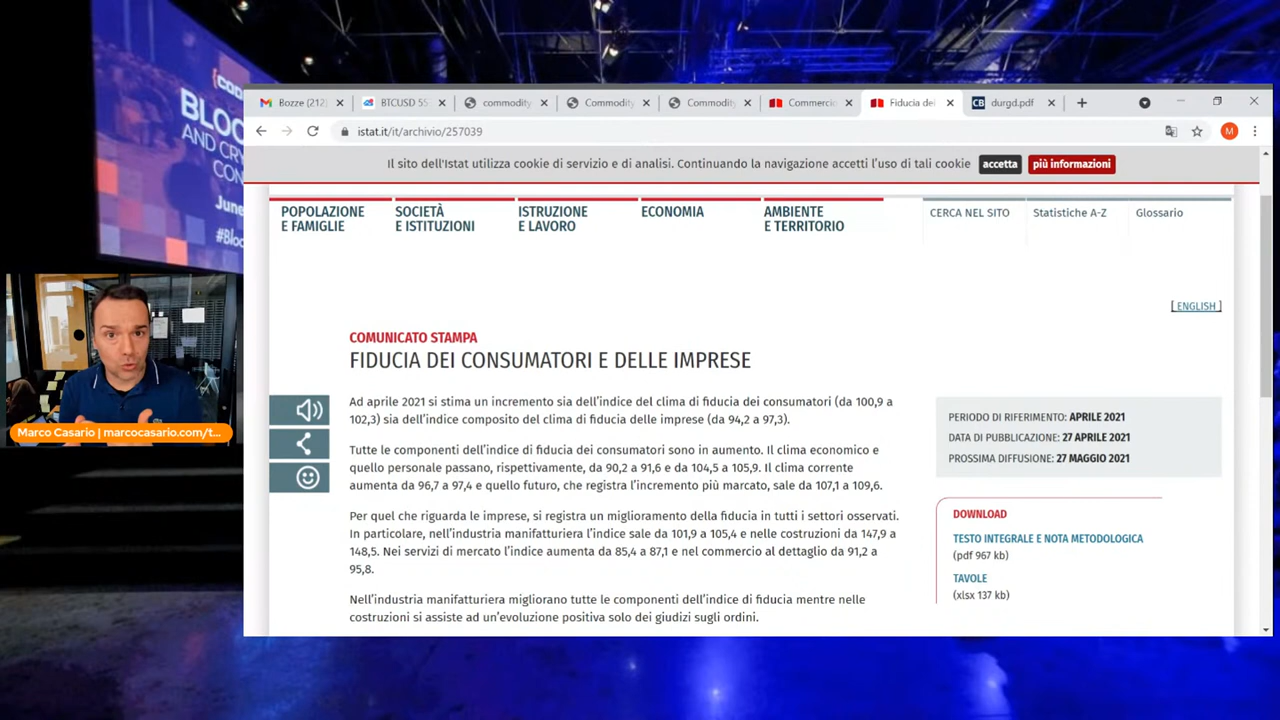 {COD
BLOC
AND CRY
CON
June
#Bloc
Marco Casario | marcocasario.com/t...
Bozze (212)
BTCUSD 55
commodity
Commodity
Commodity
Commercio
Fiducia dei
CB durgd.pdf
istat.it/it/archivio/257039
M
Il sito dell'Istat utilizza cookie di servizio e di analisi. Continuando la navigazione accetti l'uso di tali cookie accetta più informazioni
POPOLAZIONE
E FAMIGLIE
SOCIETÀ
E ISTITUZIONI
ISTRUZIONE
E LAVORO
ECONOMIA
AMBIENTE
E TERRITORIO
CERCA NEL SITO
Statistiche A-Z
Glossario
[ ENGLISH ]
COMUNICATO STAMPA
FIDUCIA DEI CONSUMATORI E DELLE IMPRESE
Ad aprile 2021 si stima un incremento sia dell'indice del clima di fiducia dei consumatori (da 100,9 a
102,3) sia dell'indice composito del clima di fiducia delle imprese (da 94,2 a 97,3).
Tutte le componenti dell'indice di fiducia dei consumatori sono in aumento. Il clima economico e
quello personale passano, rispettivamente, da 90,2 a 91,6 e da 104,5 a 105,9. Il clima corrente
aumenta da 96,7 a 97,4 e quello futuro, che registra l'incremento più marcato, sale da 107,1 a 109,6.
Per quel che riguarda le imprese, si registra un miglioramento della fiducia in tutti i settori osservati.
In particolare, nell'industria manifatturiera l'indice sale da 101,9 a 105,4 e nelle costruzioni da 147,9 a
148,5. Nei servizi di mercato l'indice aumenta da 85,4 a 87,1 e nel commercio al dettaglio da 91,2 a
95,8.
Nell'industria manifatturiera migliorano tutte le componenti dell'indice di fiducia mentre nelle
costruzioni si assiste ad un'evoluzione positiva solo dei giudizi sugli ordini.
PERIODO DI RIFERIMENTO: APRILE 2021
DATA DI PUBBLICAZIONE: 27 APRILE 2021
PROSSIMA DIFFUSIONE: 27 MAGGIO 2021
DOWNLOAD
TESTO INTEGRALE E NOTA METODOLOGICA
(pdf 967 kb)
TAVOLE
(xlsx 137 kb)